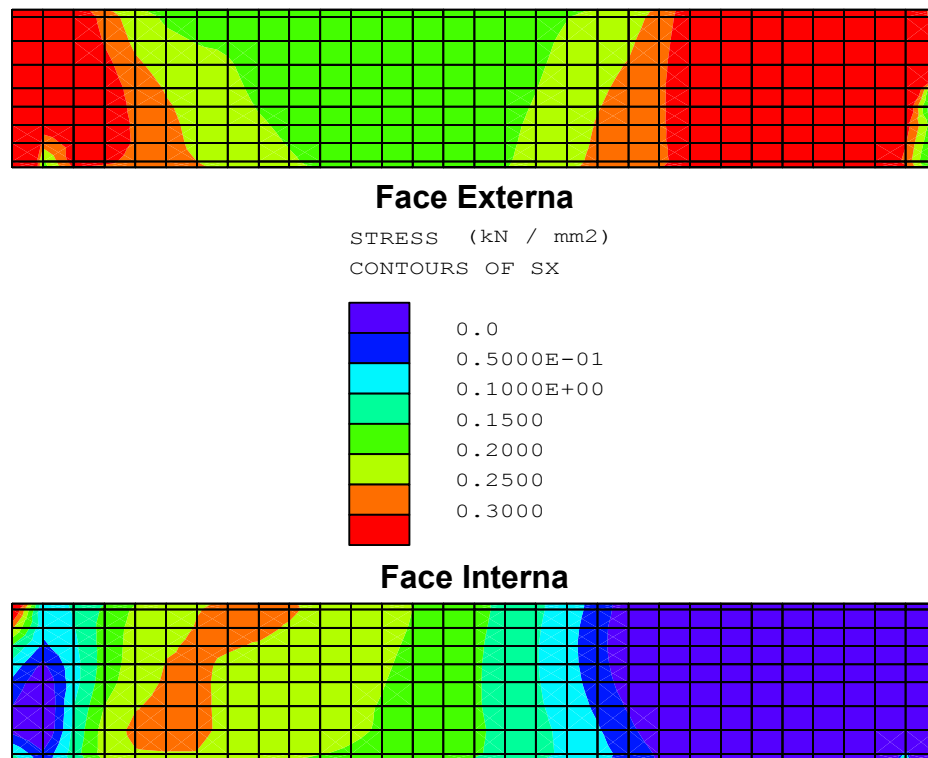 Face Externa
STRESS (kN / mm2)
CONTOURS OF SX
0.0
0.5000E-01
0.1000E+00
0.1500
0.2000
0.2500
0.3000
Face Interna